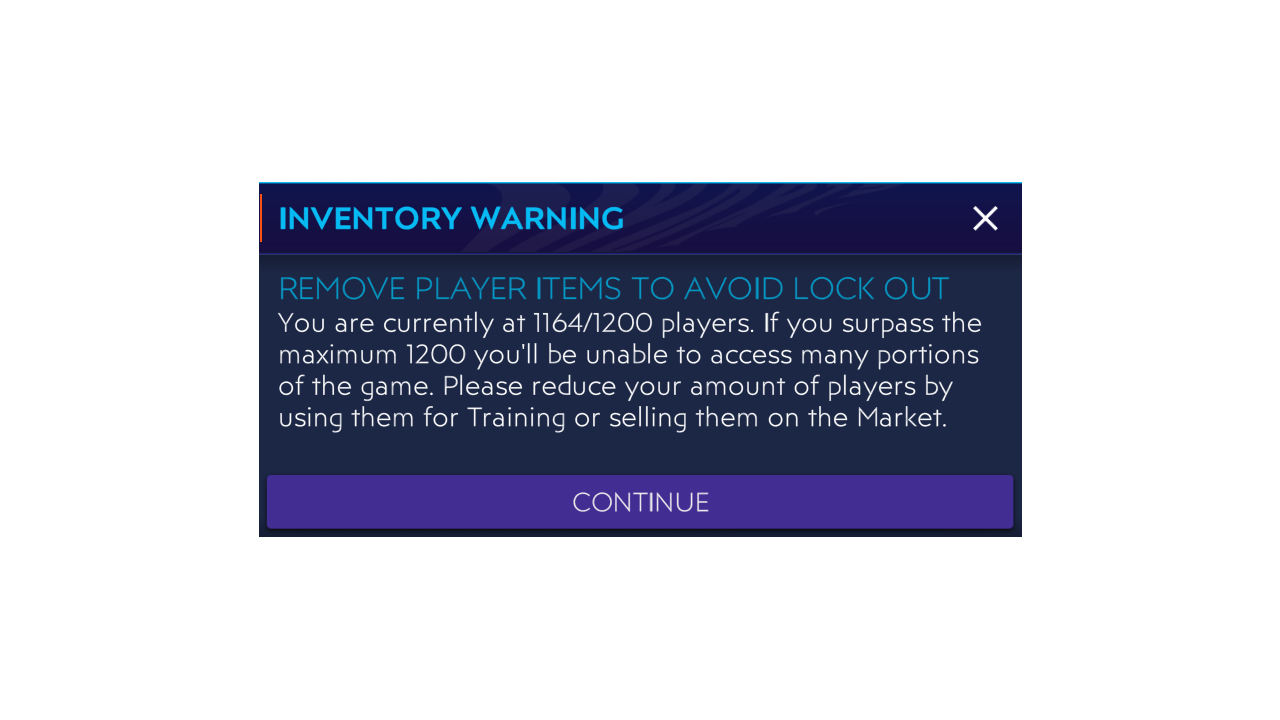 INVENTORY WARNING
REMOVE PLAYER ITEMS TO AVOID LOCK OUT
You are currently at 1164/1200 players. If you surpass the
maximum 1200 you'll be unable to access many portions
of the game. Please reduce your amount of players by
using them for Training or selling them on the Market.
CONTINUE